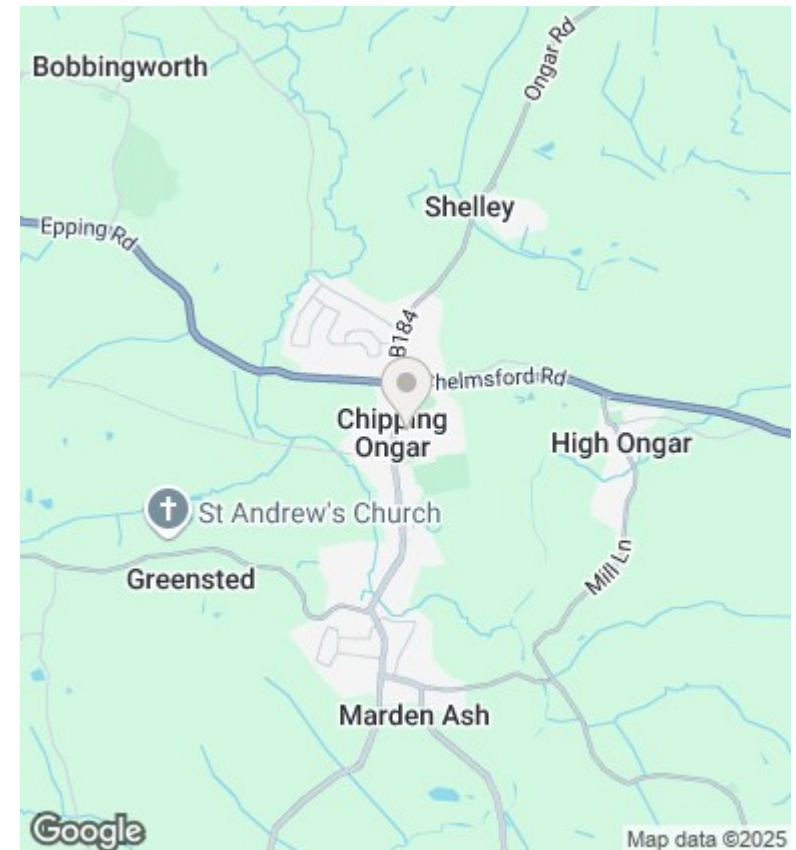 Bobbingworth
Ongar Rd
Shelley
Epping Rd
B184
helmsford Rd
Chipping
Ongar
High Ongar
St Andrew's Church
Mill Ln
Greensted
Marden Ash
Google
Map data ©2025